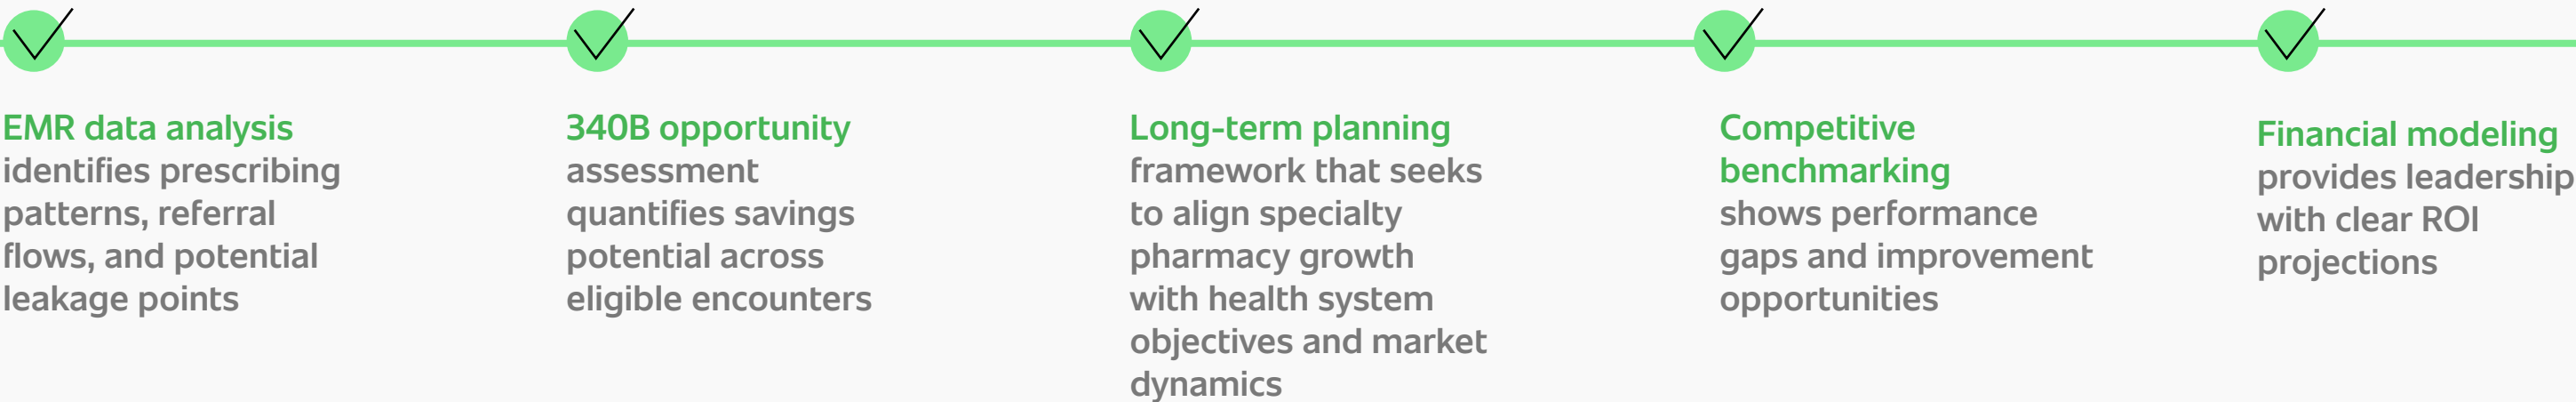 EMR data analysis
identifies prescribing
patterns, referral
flows, and potential
leakage points
340B opportunity
assessment
quantifies savings
potential across
eligible encounters
Long-term planning
framework that seeks
to align specialty
pharmacy growth
with health system
objectives and market
dynamics
Competitive
benchmarking
shows performance
gaps and improvement
opportunities
Financial modeling
provides leadership
with clear ROI
projections